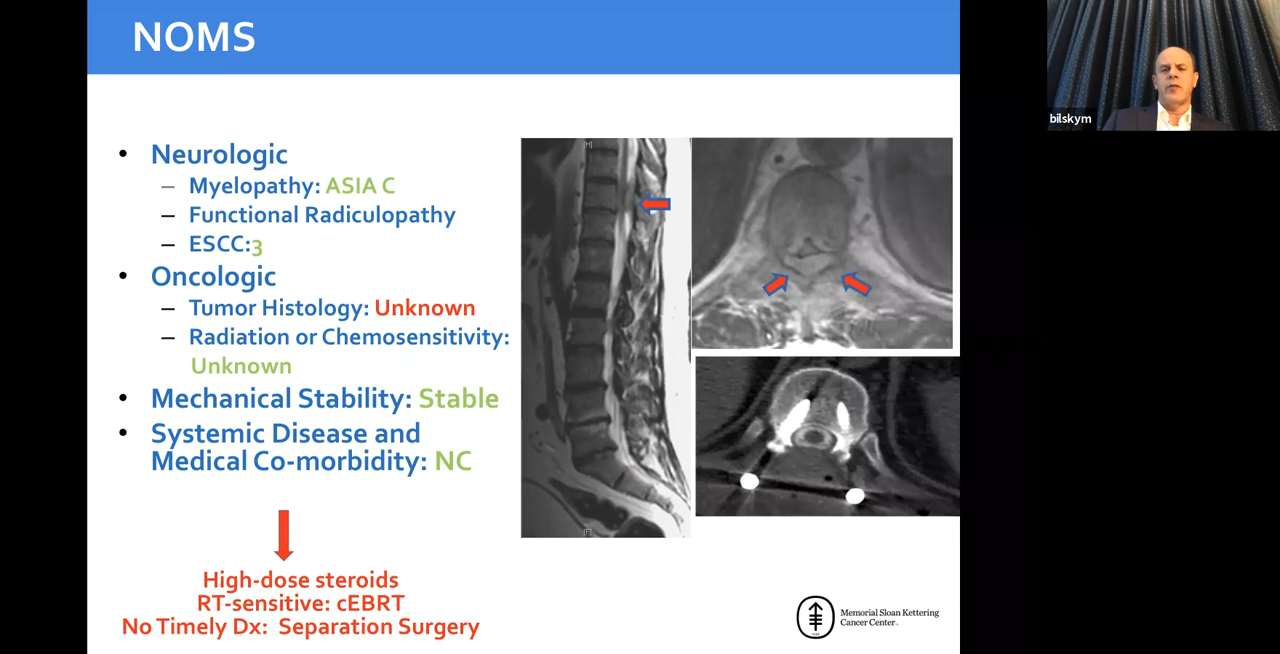 NOMS
bilskym
• Neurologic
– Myelopathy: ASIA C
– Functional Radiculopathy
– ESCC:3
• Oncologic
– Tumor Histology: Unknown
– Radiation or Chemosensitivity:
Unknown
• Mechanical Stability: Stable
• Systemic Disease and
Medical Co-morbidity: NC
High-dose steroids
RT-sensitive: cEBRT
No Timely Dx: Separation Surgery
[H]
[F]
Memorial Sloan Kettering
Cancer Center